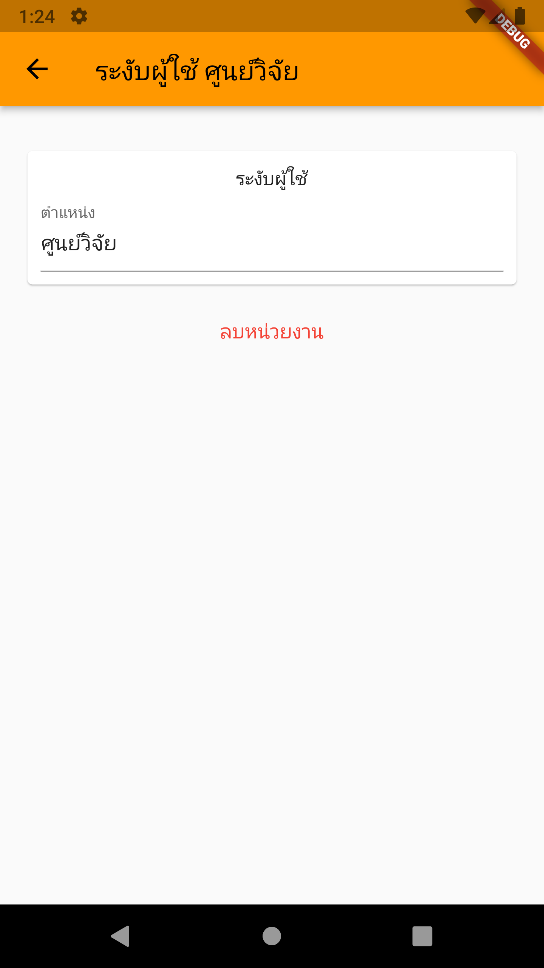 1:24
DEBUG
ระงับผู้ใช้ ศูนย์วิจัย
ระงับผู้ใช้
ตำแหน่ง
ศูนย์วิจัย
ลบหน่วยงาน